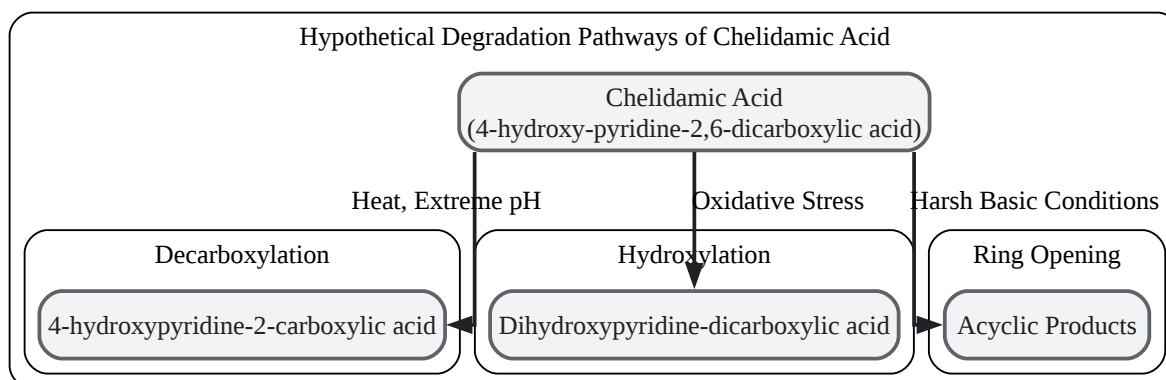 Hypothetical Degradation Pathways of Chelidamic Acid
Chelidamic Acid
(4-hydroxy-pyridine-2,6-dicarboxylic acid)
Heat, Extreme pH
Oxidative Stress
Harsh Basic Conditions
Decarboxylation
Hydroxylation
Ring Opening
4-hydroxypyridine-2-carboxylic acid
Dihydroxypyridine-dicarboxylic acid
Acyclic Products